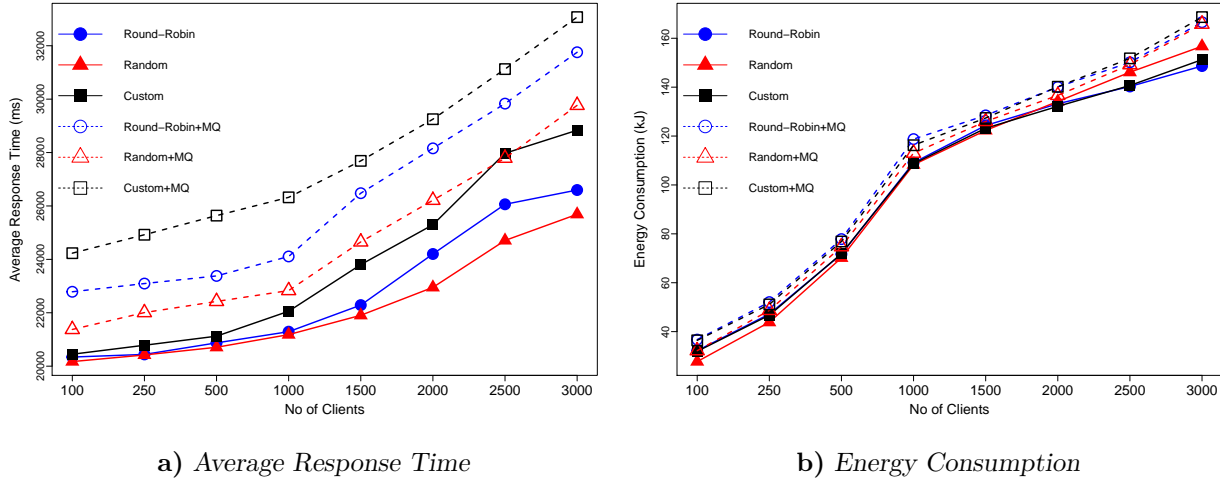 Average Response Time (ms)
20000 22000 24000 26000 28000 30000 32000
Round−Robin
Random
Custom
Round−Robin+MQ
Random+MQ
Custom+MQ
100 250 500 1000 1500 2000 2500 3000
No of Clients
a) Average Response Time
Energy Consumption (kJ)
40 60 80 100 120 140 160
Round−Robin
Random
Custom
Round−Robin+MQ
Random+MQ
Custom+MQ
100 250 500 1000 1500 2000 2500 3000
No of Clients
b) Energy Consumption